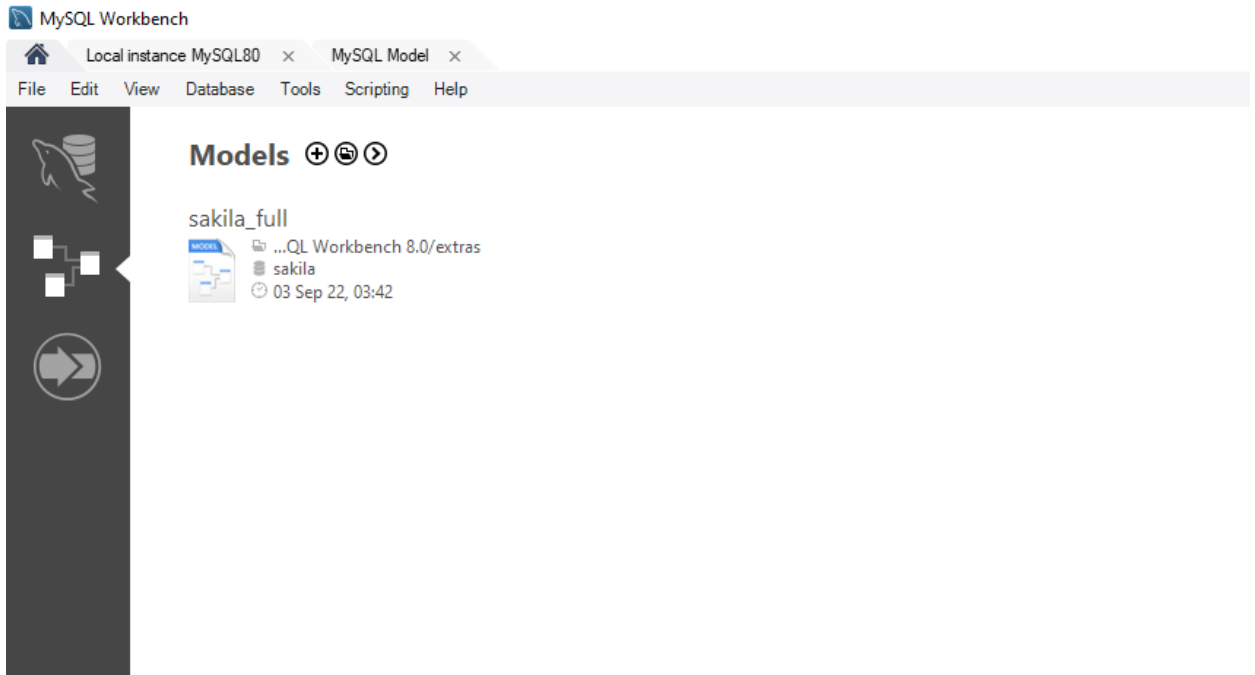 MySQL Workbench
Local instance MySQL80 MySQL Model
File Edit View Database Tools Scripting Help
Models
sakila_full
MODEL
...QL Workbench 8.0/extras
sakila
03 Sep 22, 03:42